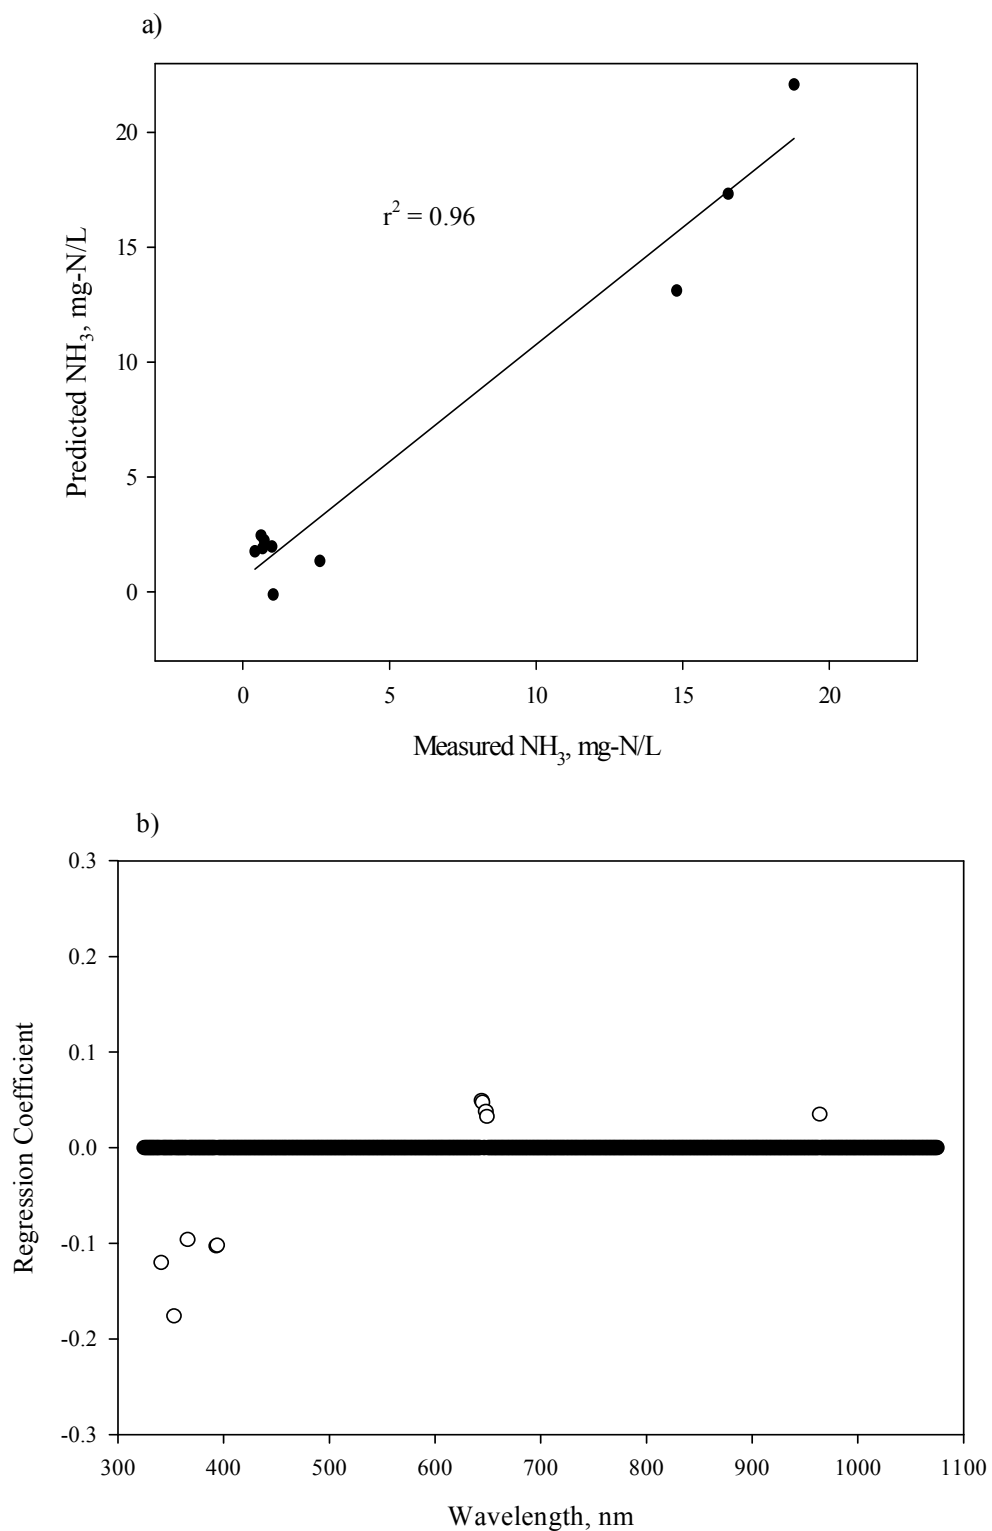 a)
20
15
10
5
0
r² = 0.96
Predicted NH₃, mg-N/L
0 5 10 15 20
Measured NH₃, mg-N/L
b)
0.3
0.2
0.1
0.0
-0.1
-0.2
-0.3
Regression Coefficient
300 400 500 600 700 800 900 1000 1100
Wavelength, nm